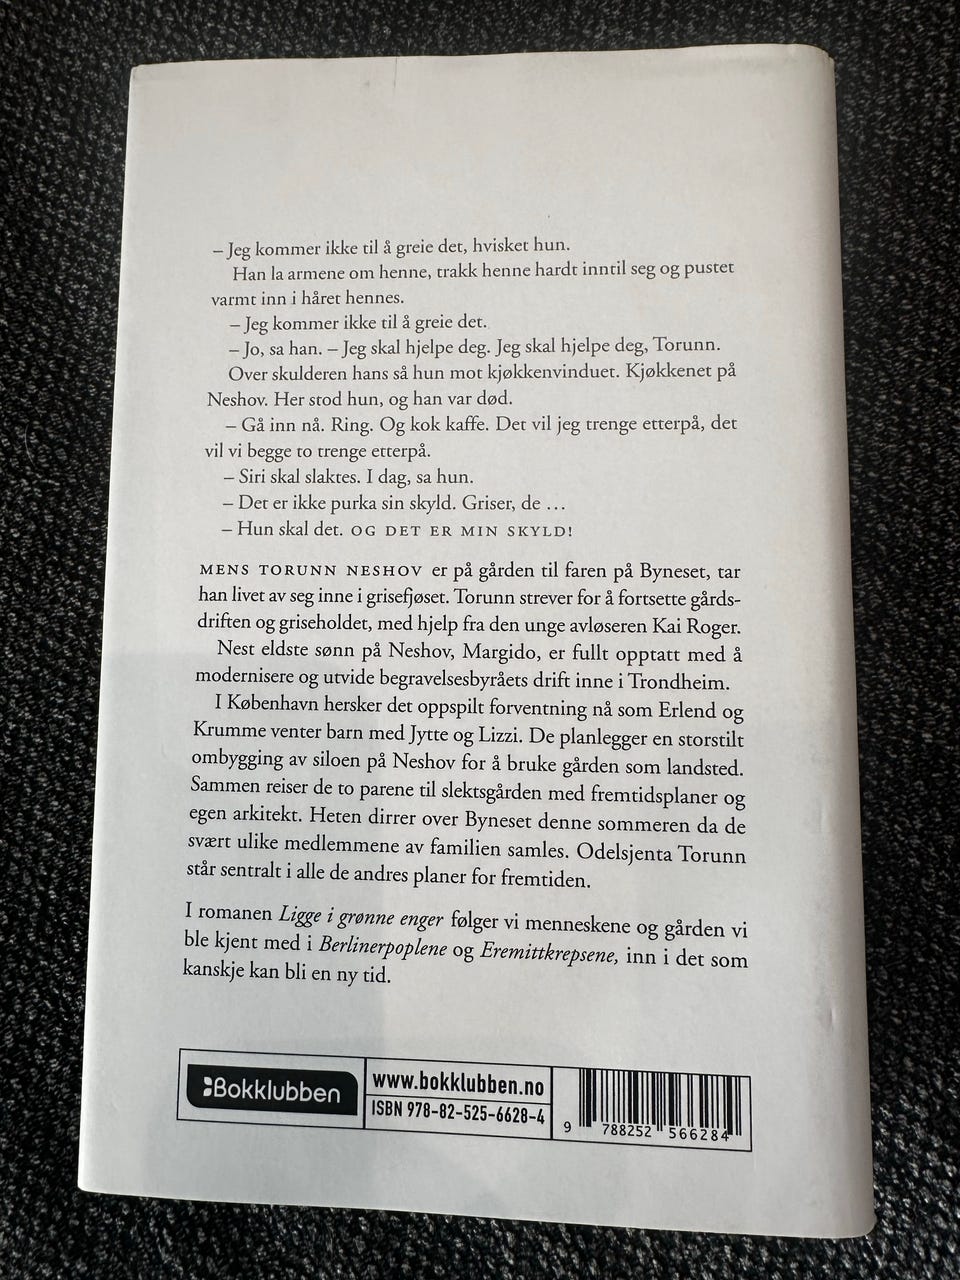 – Jeg kommer ikke til å greie det, hvisket hun.
Han la armene om henne, trakk henne hardt inntil seg og pustet
varmt inn i håret hennes.
– Jeg kommer ikke til å greie det.
– Jo, sa han. – Jeg skal hjelpe deg. Jeg skal hjelpe deg, Torunn.
Over skulderen hans så hun mot kjøkkenvinduet. Kjøkkenet på
Neshov. Her stod hun, og han var død.
– Gå inn nå. Ring. Og kok kaffe. Det vil jeg trenge etterpå, det
vil vi begge to trenge etterpå.
– Siri skal slaktes. I dag, sa hun.
– Det er ikke purka sin skyld. Griser, de ...
– Hun skal det. OG DET ER MIN SKYLD!
MENS TORUNN NESHOV er på gården til faren på Byneset, tar
han livet av seg inne i grisefjøset. Torunn strever for å fortsette gårds-
driften og griseholdet, med hjelp fra den unge avløseren Kai Roger.
Nest eldste sønn på Neshov, Margido, er fullt opptatt med å
modernisere og utvide begravelsesbyråets drift inne i Trondheim.
I København hersker det oppspilt forventning nå som Erlend og
Krumme venter barn med Jytte og Lizzi. De planlegger en storstilt
ombygging av siloen på Neshov for å bruke gården som landsted.
Sammen reiser de to parene til slektsgården med fremtidsplaner og
egen arkitekt. Heten dirrer over Byneset denne sommeren da de
svært ulike medlemmene av familien samles. Odelsjenta Torunn
står sentralt i alle de andres planer for fremtiden.
I romanen Ligge i grønne enger følger vi menneskene og gården vi
ble kjent med i Berlinerpoplene og Eremittkrepsene, inn i det som
kanskje kan bli en ny tid.
Bokklubben
www.bokklubben.no
ISBN 978-82-525-6628-4
9 788252 566284